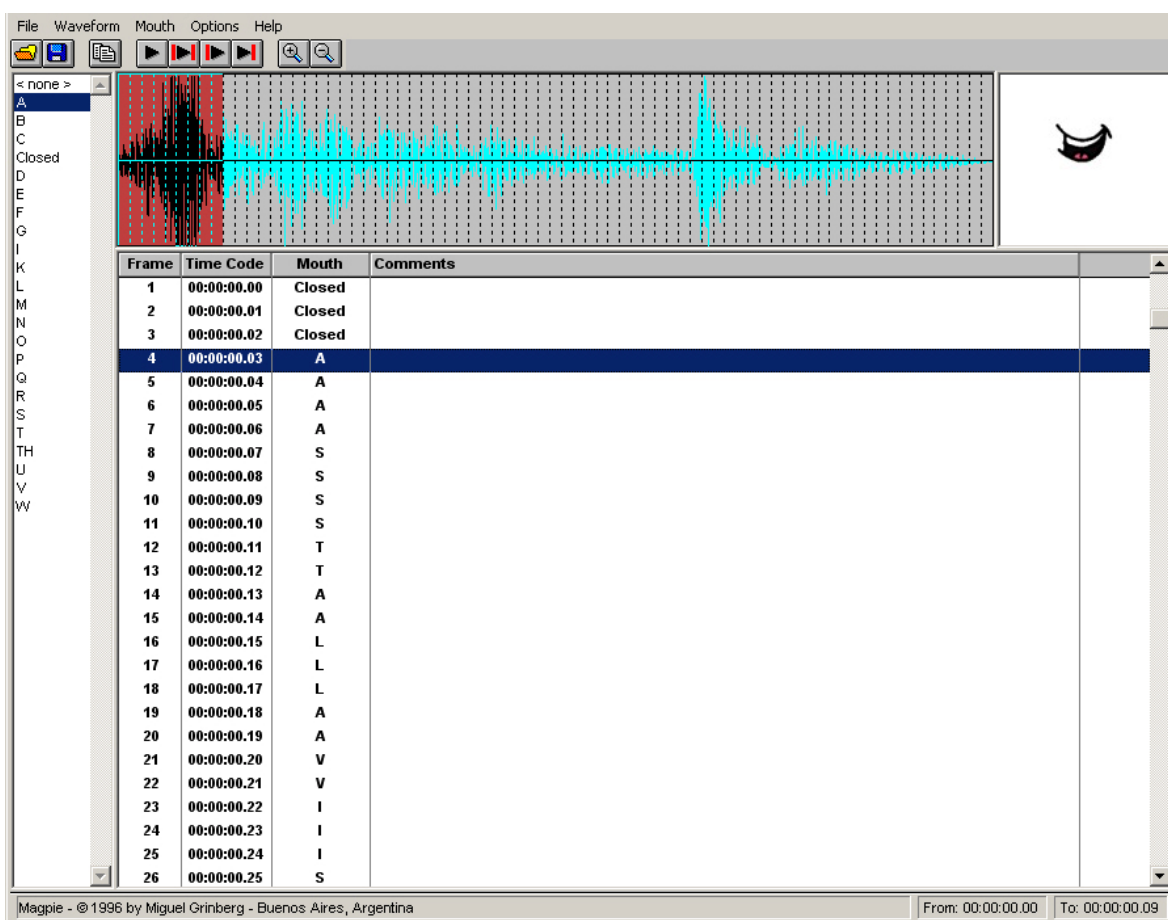 File Waveform Mouth Options Help
< none >
A
B
C
Closed
D
E
F
G
I
K
L
M
N
O
P
Q
R
S
T
TH
U
V
W
Frame Time Code Mouth Comments
1 00:00:00.00 Closed
2 00:00:00.01 Closed
3 00:00:00.02 Closed
4 00:00:00.03 A
5 00:00:00.04 A
6 00:00:00.05 A
7 00:00:00.06 A
8 00:00:00.07 S
9 00:00:00.08 S
10 00:00:00.09 S
11 00:00:00.10 S
12 00:00:00.11 T
13 00:00:00.12 T
14 00:00:00.13 A
15 00:00:00.14 A
16 00:00:00.15 L
17 00:00:00.16 L
18 00:00:00.17 L
19 00:00:00.18 A
20 00:00:00.19 A
21 00:00:00.20 V
22 00:00:00.21 V
23 00:00:00.22 I
24 00:00:00.23 I
25 00:00:00.24 I
26 00:00:00.25 S
Magpie - © 1996 by Miguel Grinberg - Buenos Aires, Argentina From: 00:00:00.00 To: 00:00:00.09